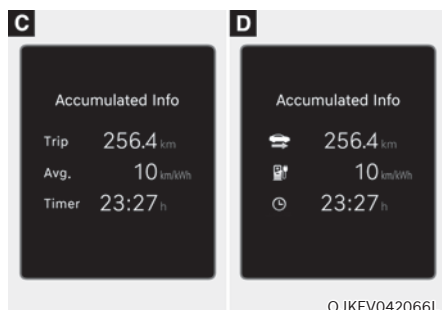 C
Accumulated Info
Trip 256.4 km
Avg. 10 km/kWh
Timer 23:27 h
D
Accumulated Info
256.4 km
10 km/kWh
23:27 h
OJKEV042066L